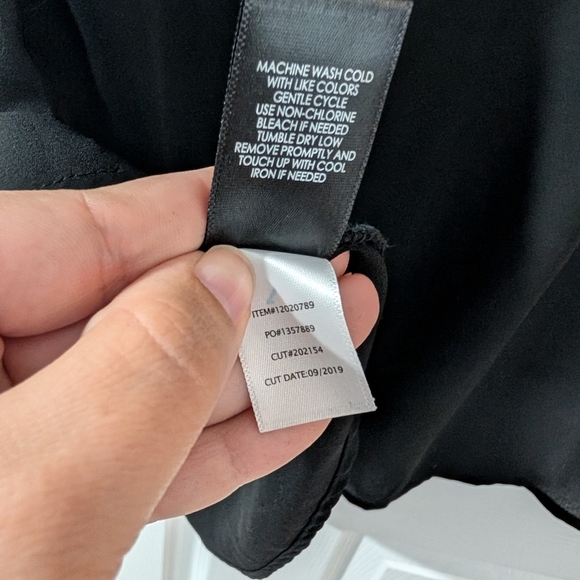 MACHINE WASH COLD
WITH LIKE COLORS
GENTLE CYCLE
USE NON-CHLORINE
BLEACH IF NEEDED
TUMBLE DRY LOW
REMOVE PROMPTLY AND
TOUCH UP WITH COOL
IRON IF NEEDED
ITEM#12020789
PO#1357889
CUT#202154
CUT DATE:09/2019